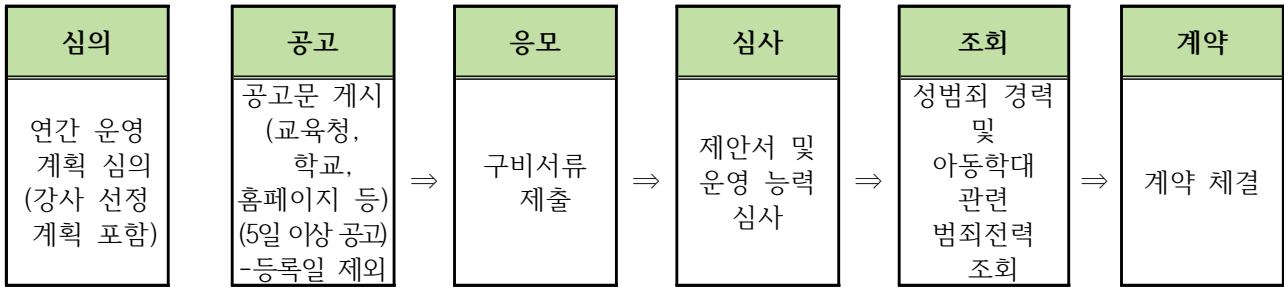 심의
연간 운영
계획 심의
(강사 선정
계획 포함)
공고
공고문 게시
(교육청,
학교,
홈페이지 등)
(5일 이상 공고)
-등록일 제외
⇒
응모
구비서류
제출
⇒
심사
제안서 및
운영 능력
심사
⇒
조회
성범죄 경력
및
아동학대
관련
범죄전력
조회
⇒
계약
계약 체결